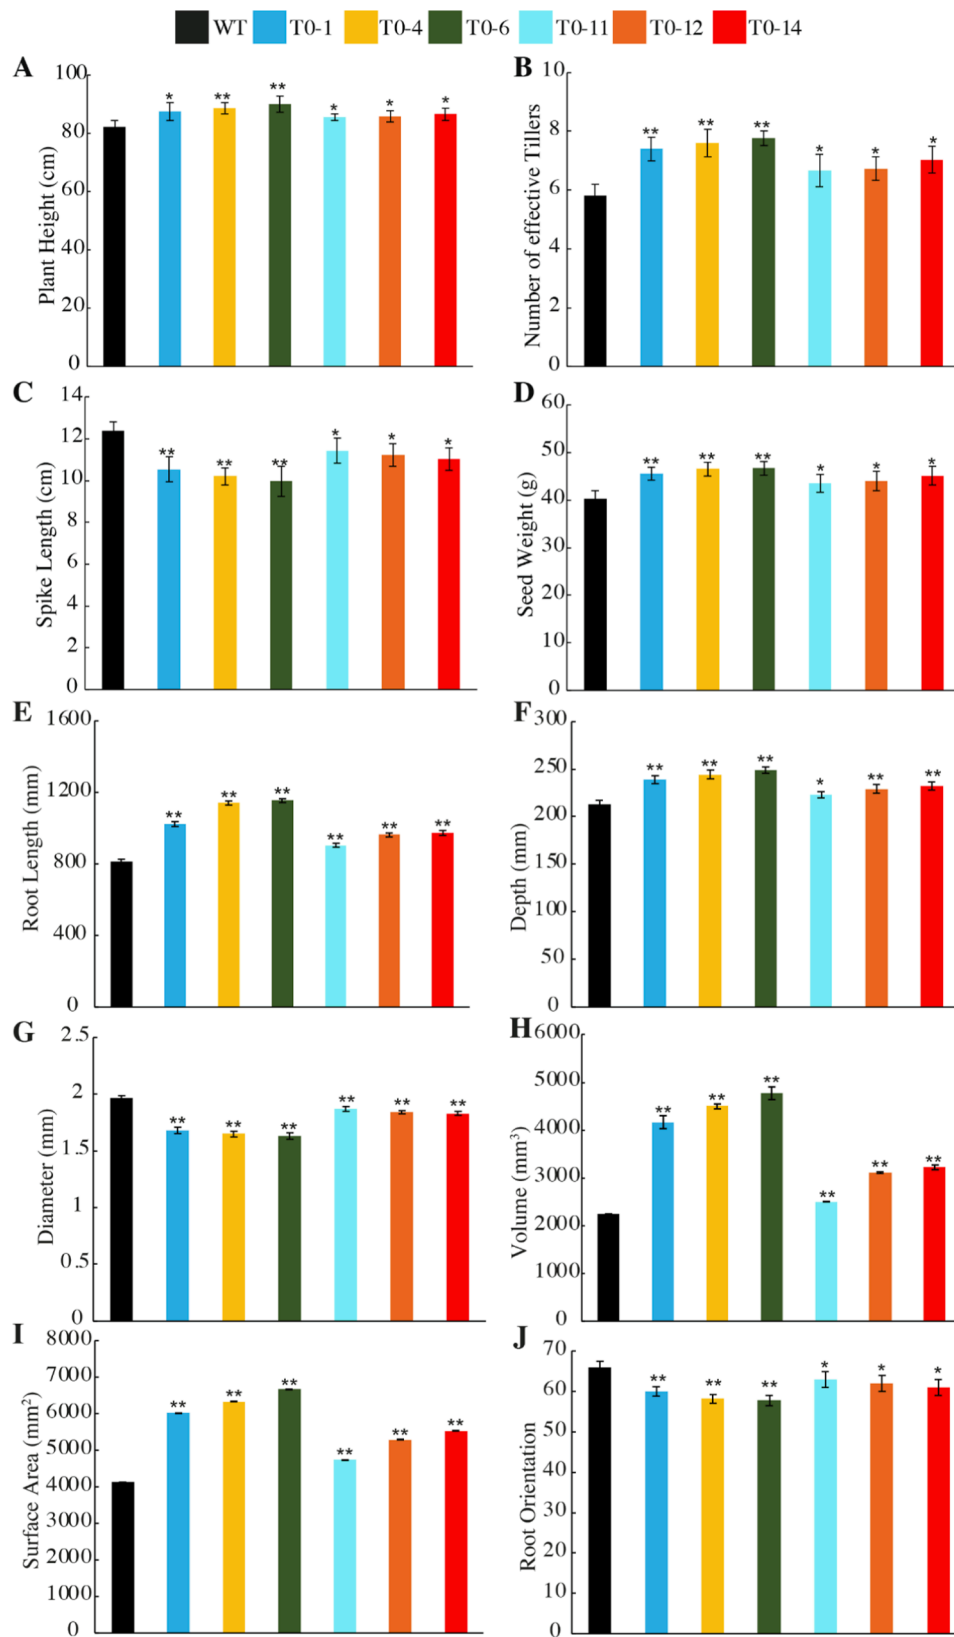 WT T0-1 T0-4 T0-6 T0-11 T0-12 T0-14
A
100
80
60
40
20
0
Plant Height (cm)
* ** ** * * *
B
10
8
6
4
2
0
Number of effective Tillers
** ** ** * * *
C
14
12
10
8
6
4
2
0
Spike Length (cm)
** ** ** * * *
D
60
50
40
30
20
10
0
Seed Weight (g)
** ** ** * * *
E
1600
1200
800
400
0
Root Length (mm)
** ** ** ** ** **
F
300
250
200
150
100
50
0
Depth (mm)
** ** ** * ** **
G
2.5
2
1.5
1
0.5
0
Diameter (mm)
** ** ** ** ** **
H
6000
5000
4000
3000
2000
1000
0
Volume (mm³)
** ** ** ** ** **
I
8000
7000
6000
5000
4000
3000
2000
1000
0
Surface Area (mm²)
** ** ** ** ** **
J
70
60
50
40
30
20
10
0
Root Orientation
** ** ** * * *